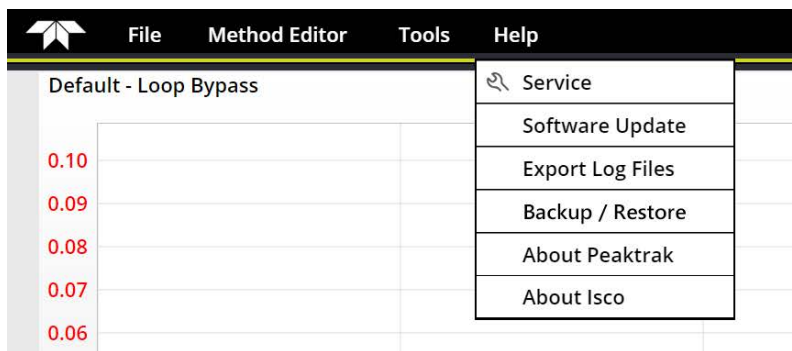 File Method Editor Tools Help
Default - Loop Bypass
Service
Software Update
Export Log Files
Backup / Restore
About Peaktrak
About Isco
0.10
0.09
0.08
0.07
0.06